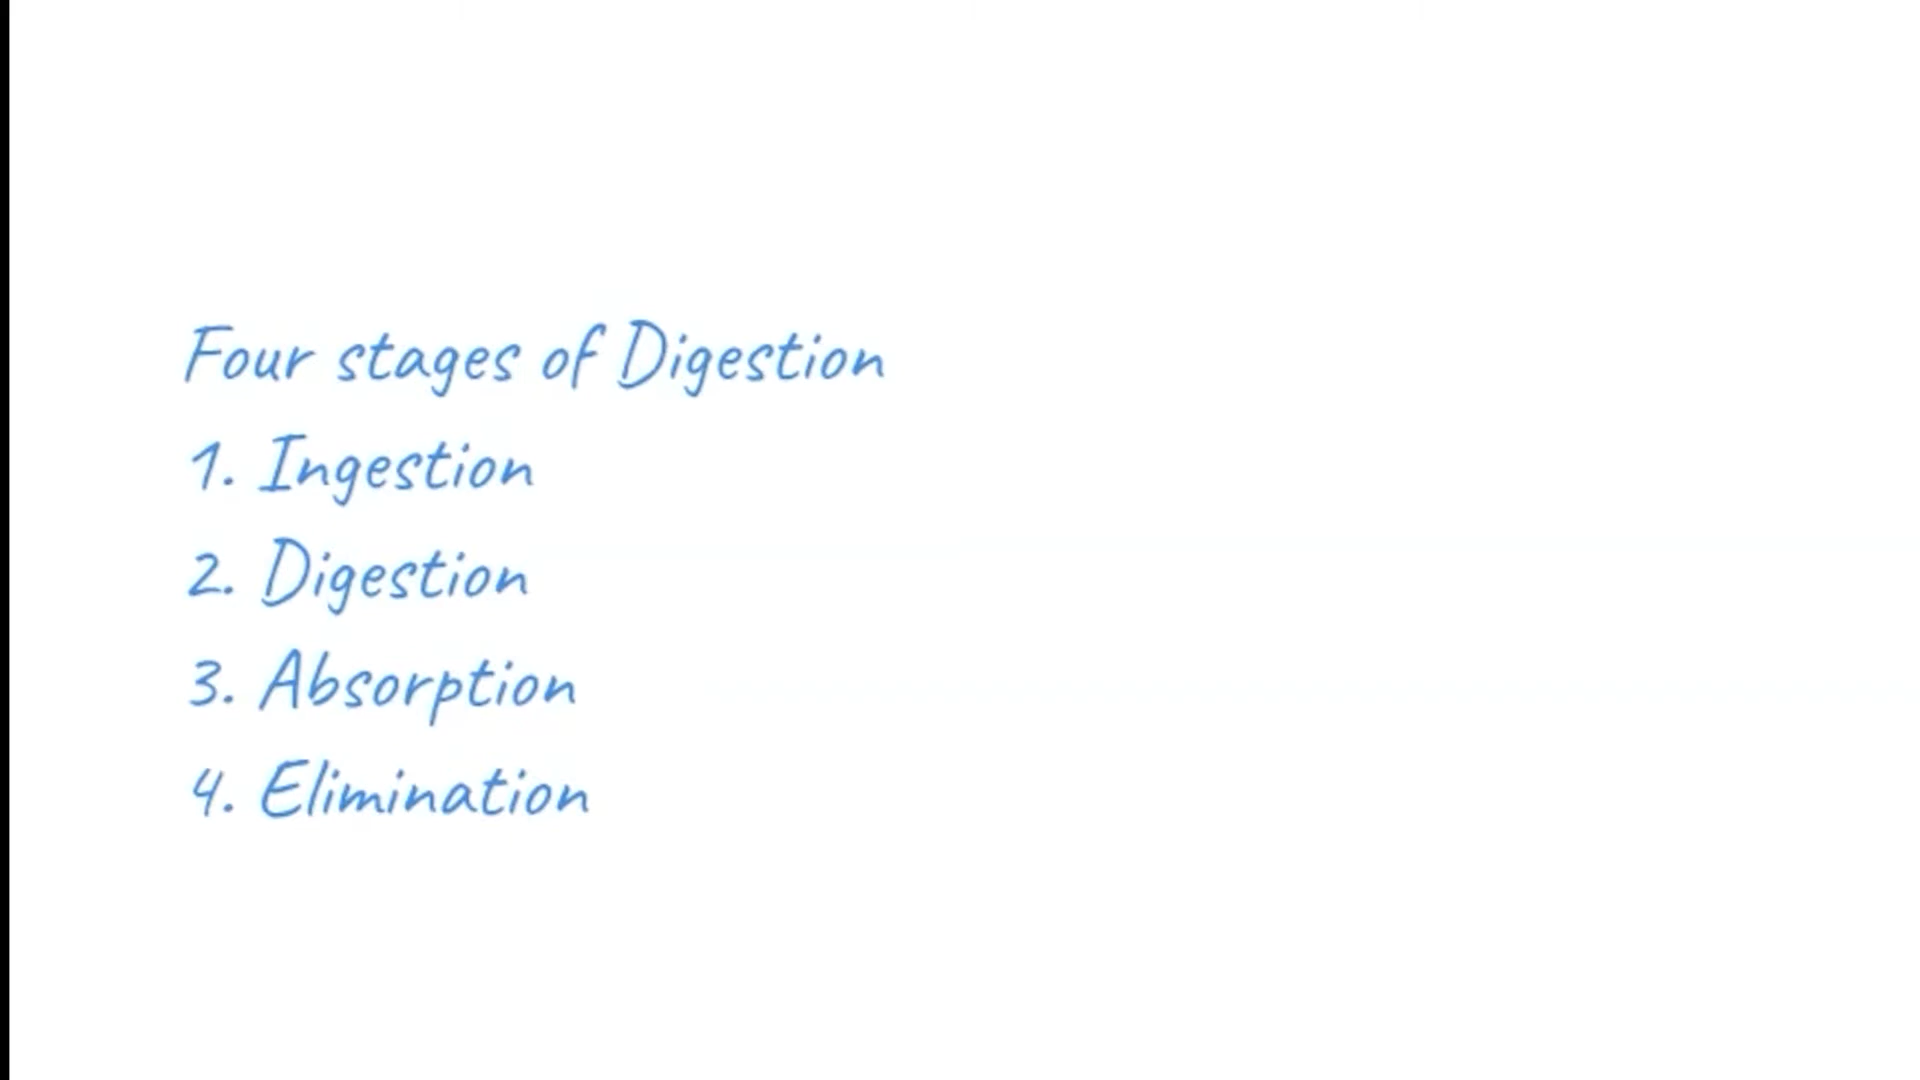 Four stages of Digestion
1. Ingestion
2. Digestion
3. Absorption
4. Elimination